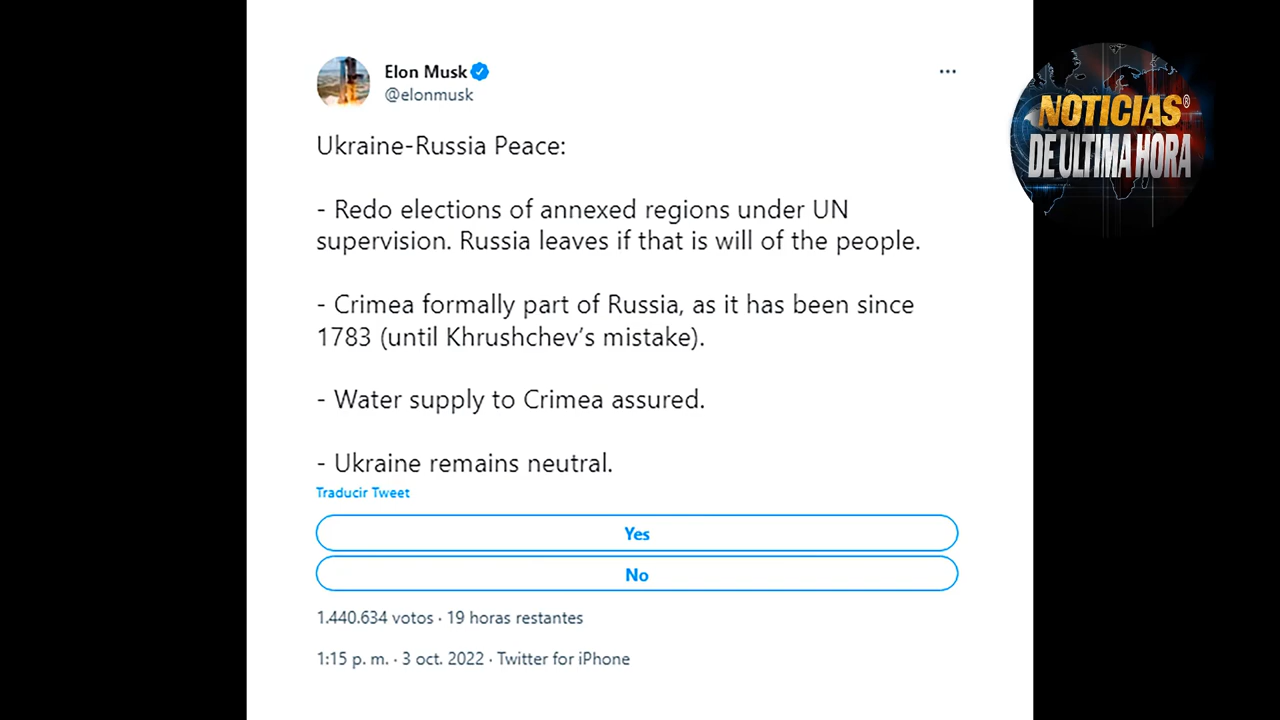 Elon Musk
@elonmusk
NOTICIAS®
DE ULTIMA HORA
Ukraine-Russia Peace:
- Redo elections of annexed regions under UN
supervision. Russia leaves if that is will of the people.
- Crimea formally part of Russia, as it has been since
1783 (until Khrushchev’s mistake).
- Water supply to Crimea assured.
- Ukraine remains neutral.
Traducir Tweet
Yes
No
1.440.634 votos · 19 horas restantes
1:15 p. m. · 3 oct. 2022 · Twitter for iPhone